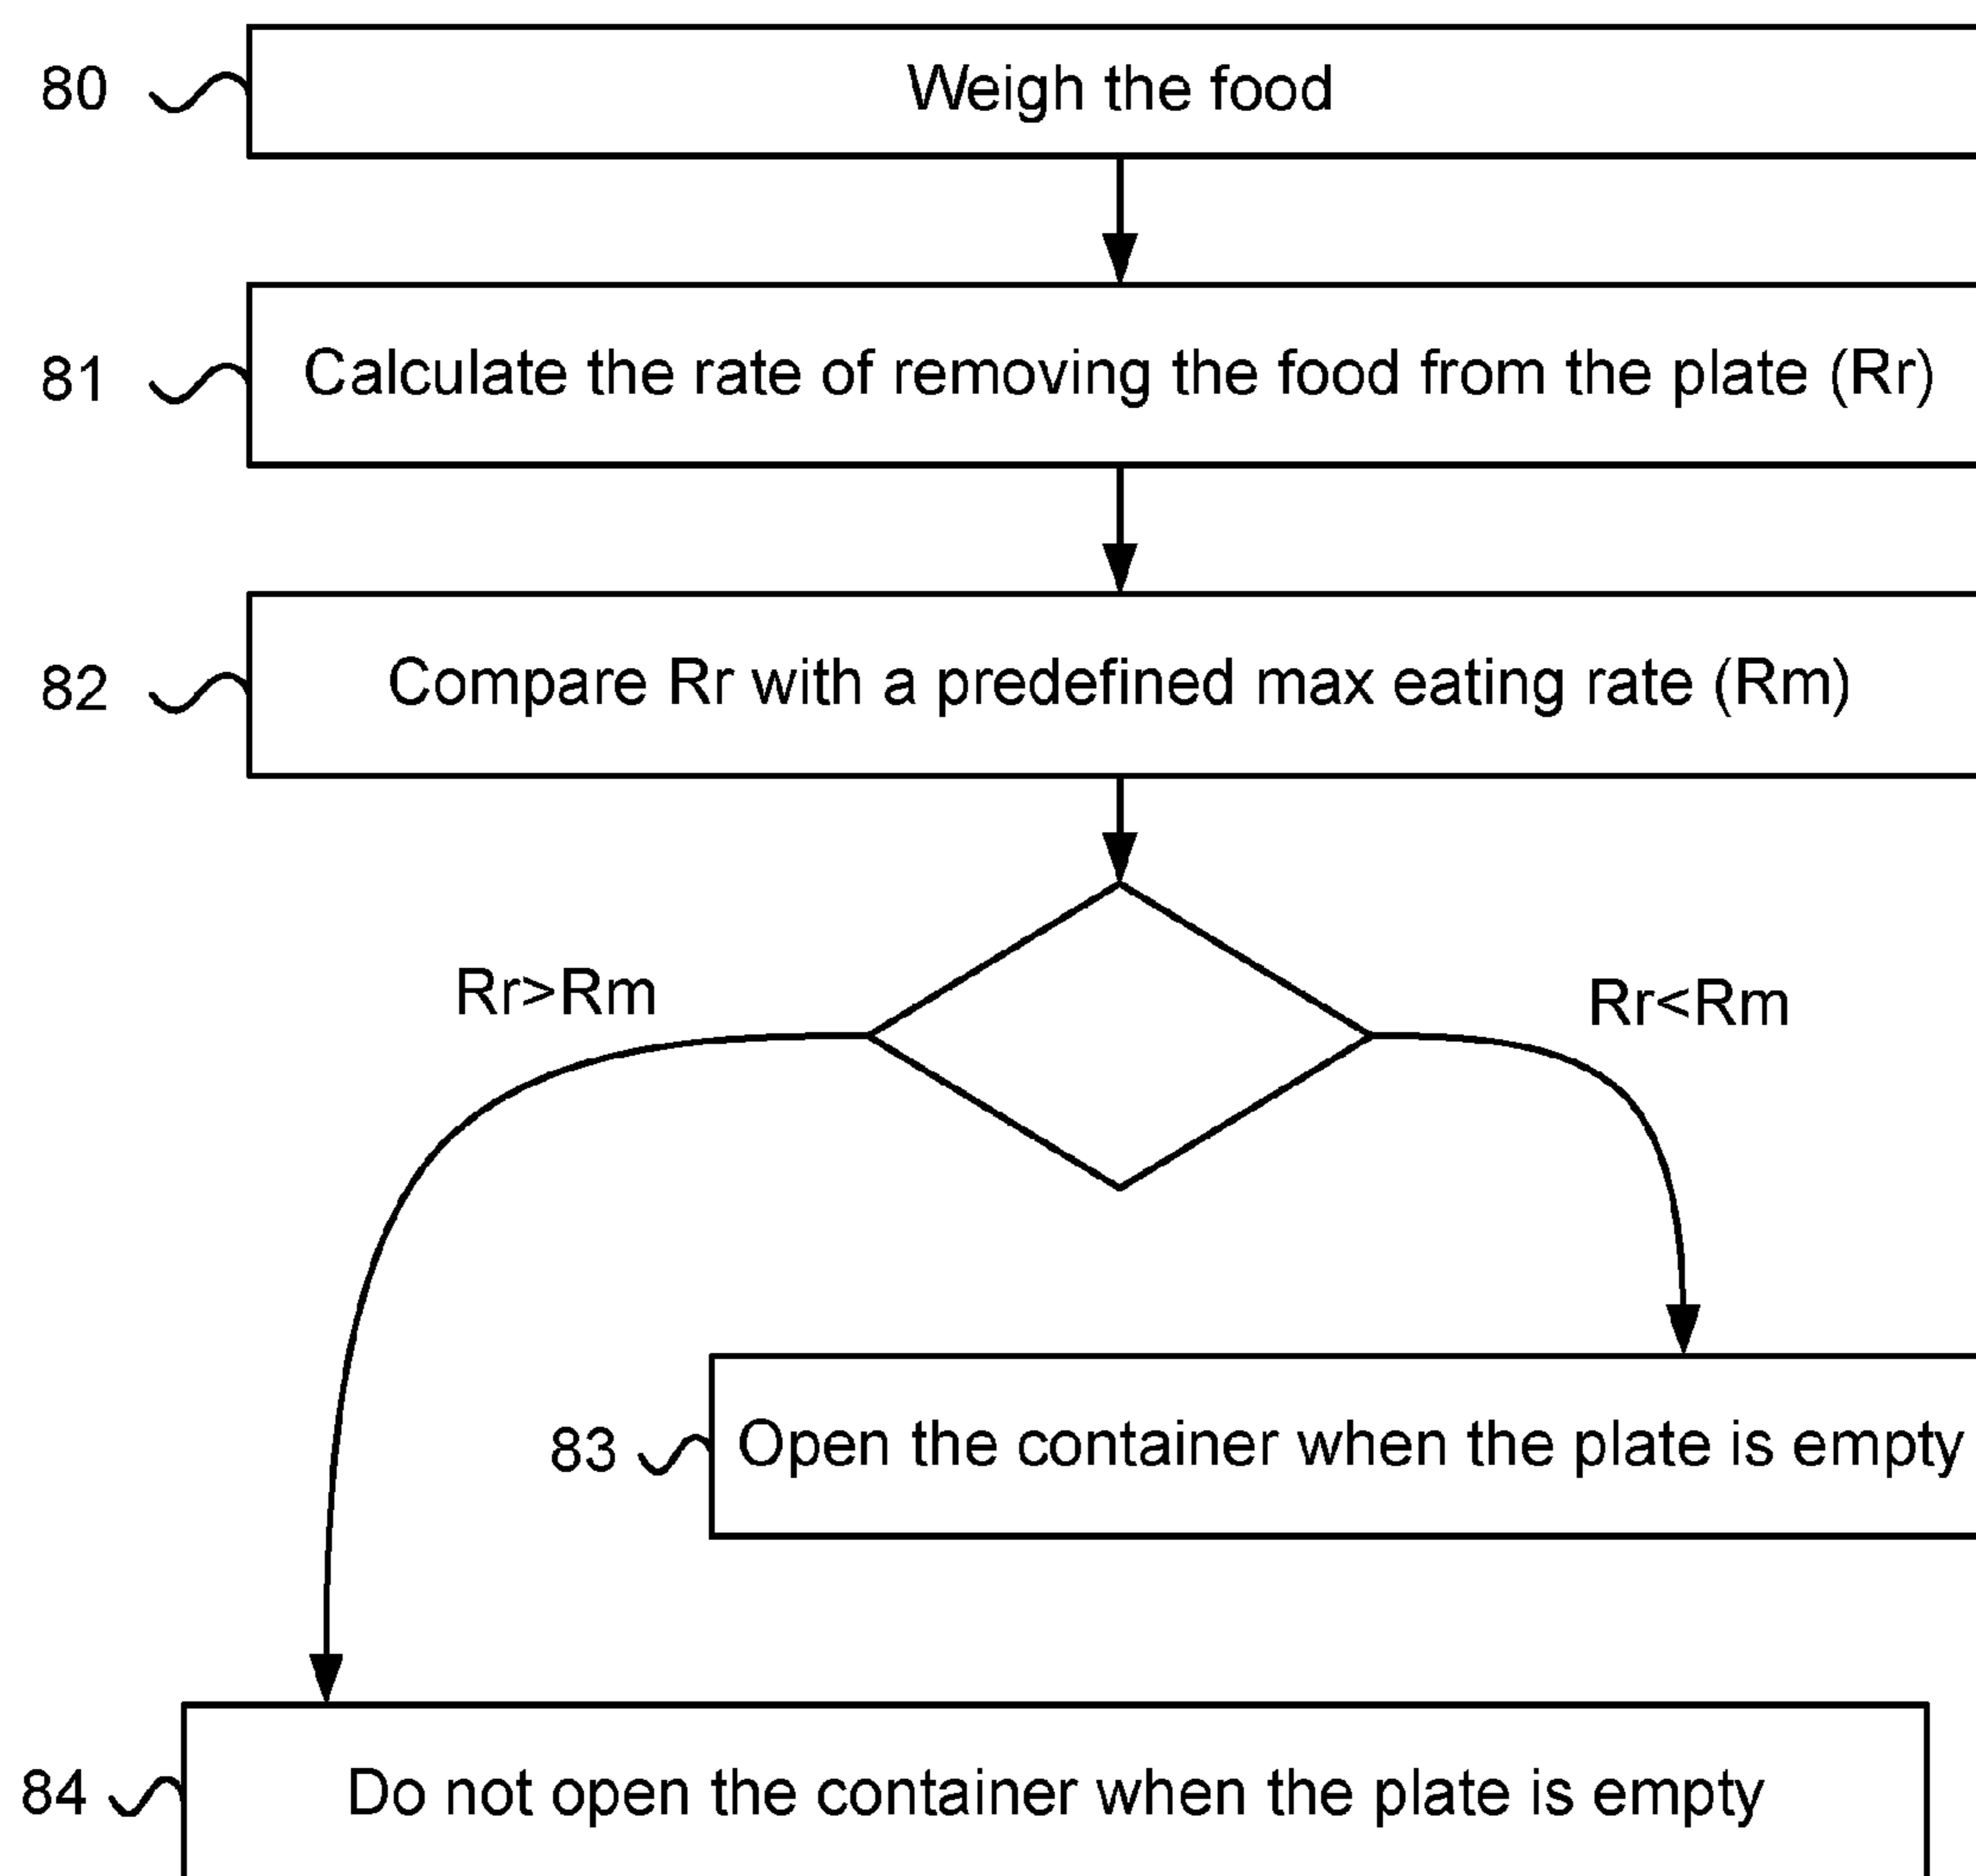 80 Weigh the food
81 Calculate the rate of removing the food from the plate (Rr)
82 Compare Rr with a predefined max eating rate (Rm)
Rr>Rm
Rr<Rm
83 Open the container when the plate is empty
84 Do not open the container when the plate is empty